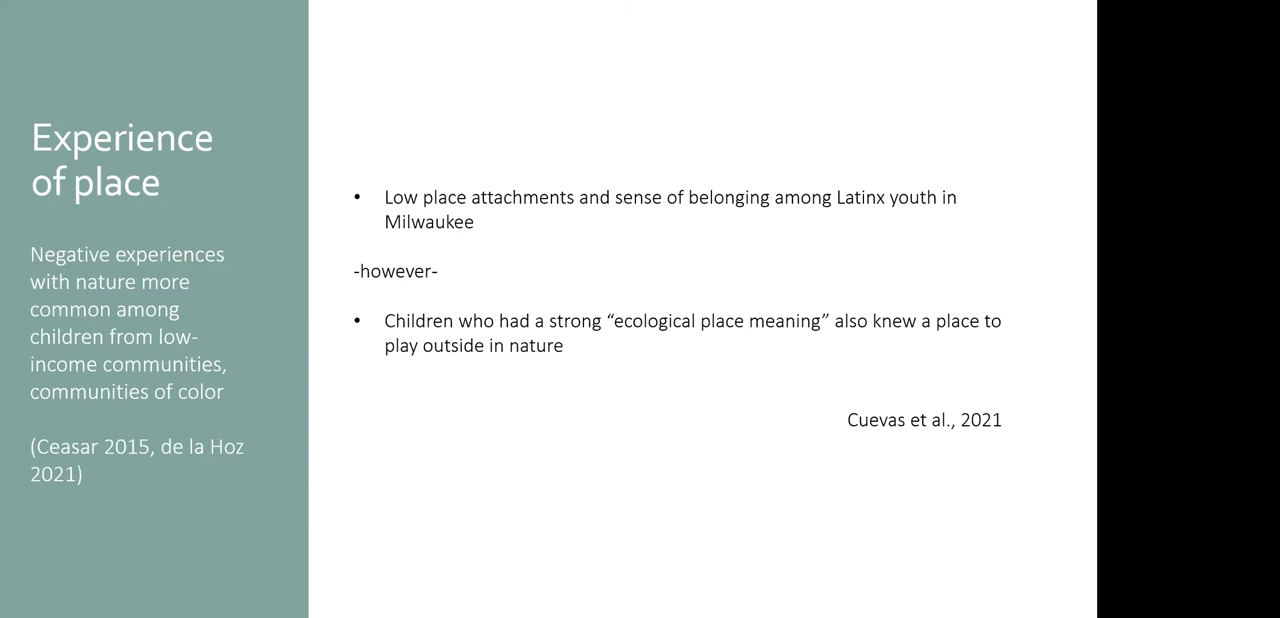 Experience
of place
Negative experiences
with nature more
common among
children from low-
income communities,
communities of color
(Ceasar 2015, de la Hoz
2021)
• Low place attachments and sense of belonging among Latinx youth in
Milwaukee
-however-
• Children who had a strong “ecological place meaning” also knew a place to
play outside in nature
Cuevas et al., 2021